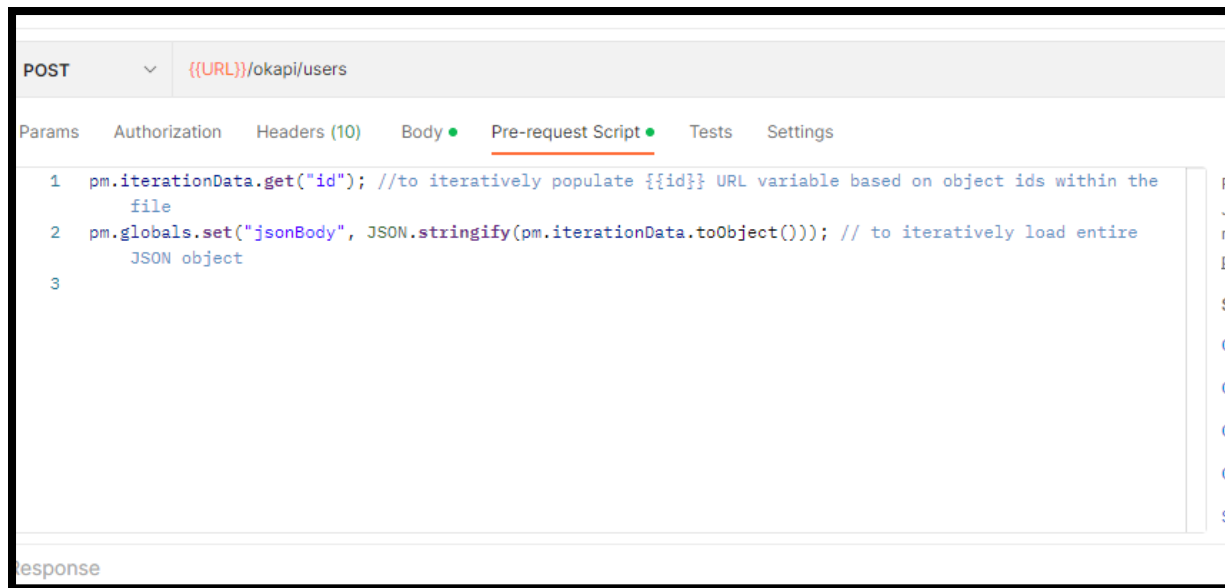 POST {{URL}}/okapi/users
Params Authorization Headers (10) Body Pre-request Script Tests Settings
1 pm.iterationData.get("id"); //to iteratively populate {{id}} URL variable based on object ids within the
file
2 pm.globals.set("jsonBody", JSON.stringify(pm.iterationData.toObject())); // to iteratively load entire
JSON object
3
Response